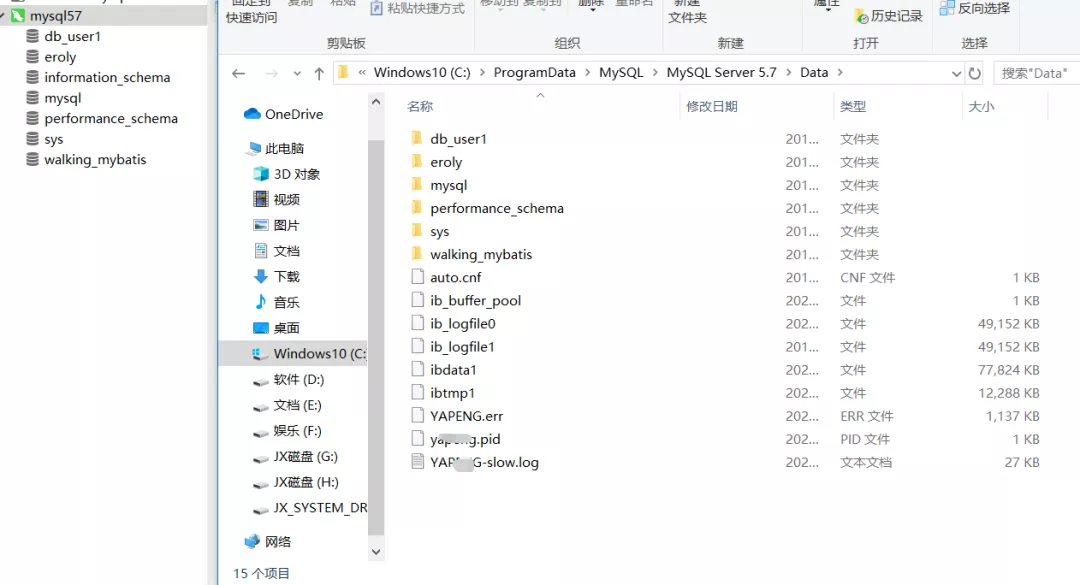 mysql57
db_user1
eroly
information_schema
mysql
performance_schema
sys
walking_mybatis
快速访问
复制
粘贴
粘贴快捷方式
移动到 复制到
删除
重命名
新建
文件夹
属性
历史记录
反向选择
剪贴板
组织
新建
打开
选择
« Windows10 (C:) > ProgramData > MySQL > MySQL Server 5.7 > Data >
搜索"Data"
OneDrive
此电脑
3D 对象
视频
图片
文档
下载
音乐
桌面
Windows10 (C:
软件 (D:)
文档 (E:)
娱乐 (F:)
JX磁盘 (G:)
JX磁盘 (H:)
JX_SYSTEM_DR
网络
名称 修改日期 类型 大小
db_user1 201... 文件夹
eroly 201... 文件夹
mysql 201... 文件夹
performance_schema 201... 文件夹
sys 201... 文件夹
walking_mybatis 201... 文件夹
auto.cnf 201... CNF 文件 1 KB
ib_buffer_pool 202... 文件 1 KB
ib_logfile0 202... 文件 49,152 KB
ib_logfile1 201... 文件 49,152 KB
ibdata1 202... 文件 77,824 KB
ibtmp1 202... 文件 12,288 KB
YAPENG.err 202... ERR 文件 1,137 KB
.pid 202... PID 文件 1 KB
-slow.log 202... 文本文档 27 KB
15 个项目